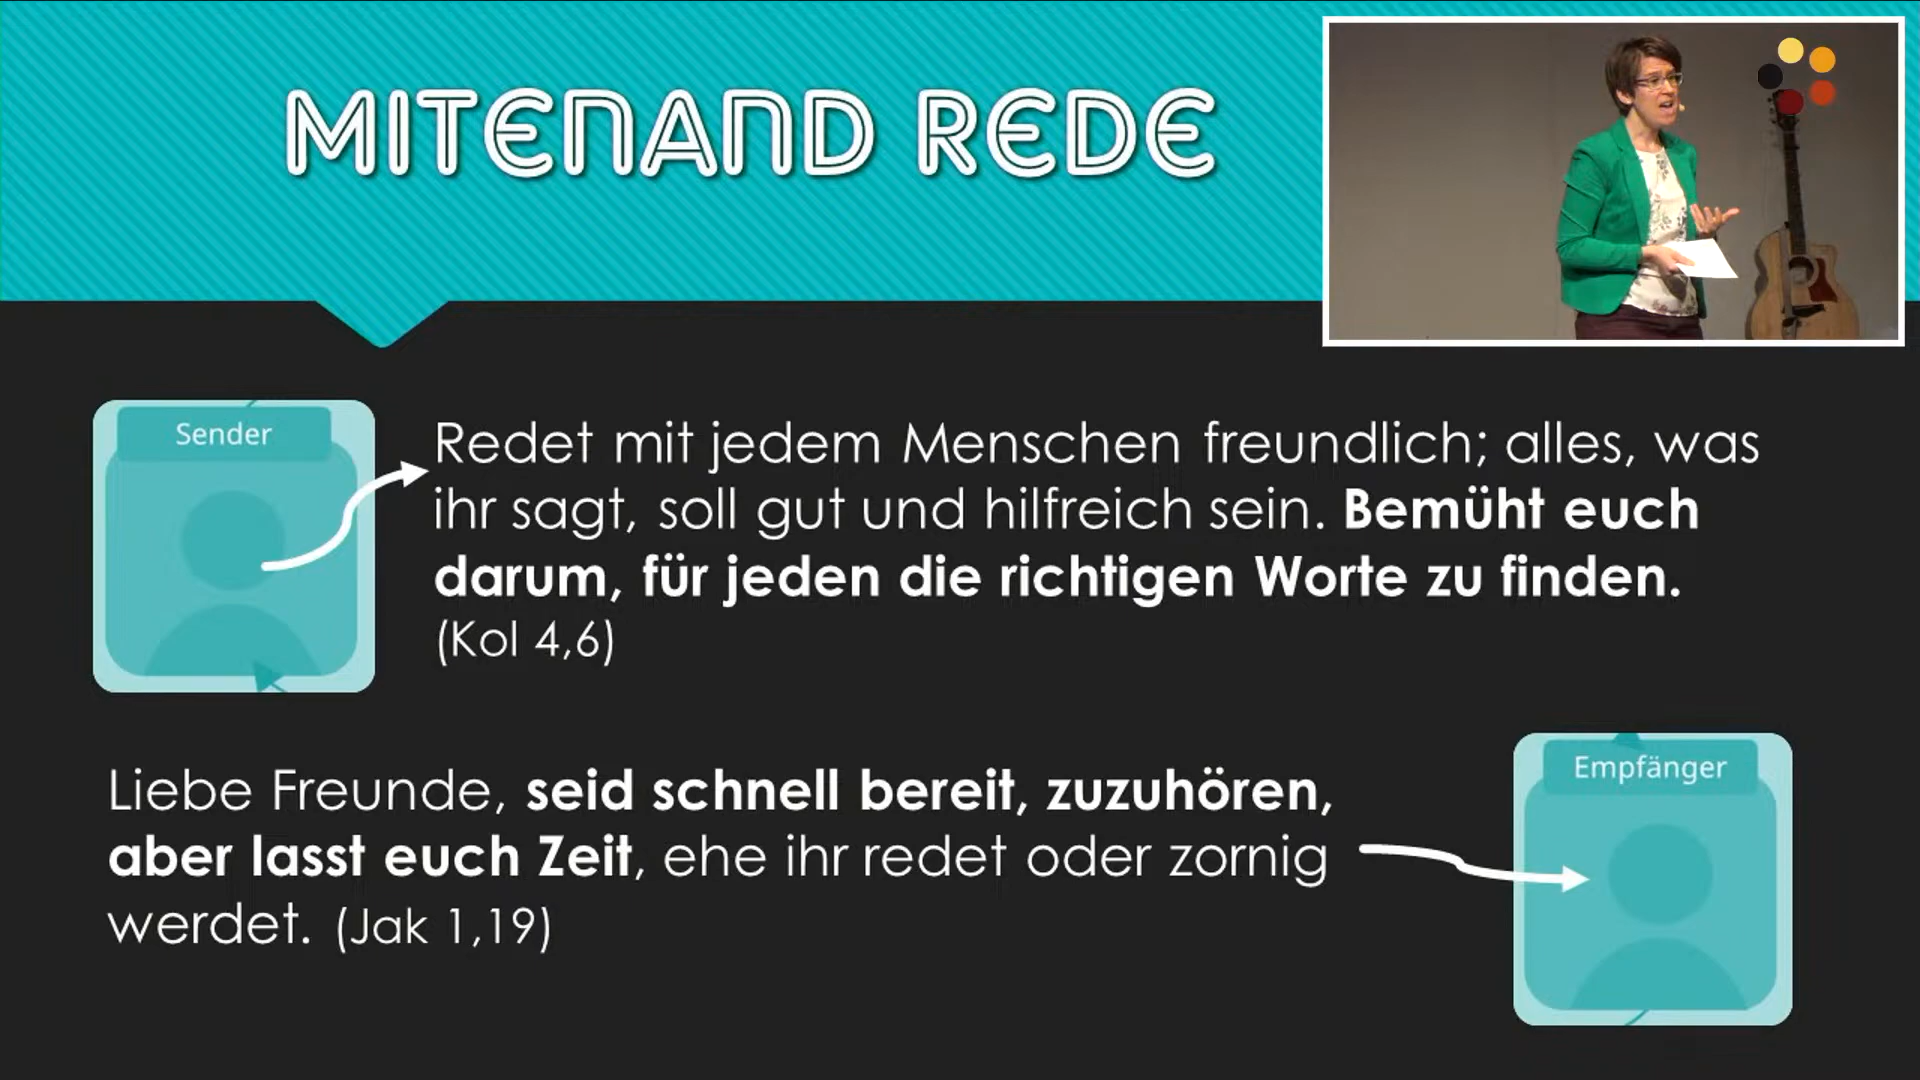 MITENAND REDE
Sender
Redet mit jedem Menschen freundlich; alles, was
ihr sagt, soll gut und hilfreich sein. Bemüht euch
darum, für jeden die richtigen Worte zu finden.
(Kol 4,6)
Liebe Freunde, seid schnell bereit, zuzuhören,
aber lasst euch Zeit, ehe ihr redet oder zornig
werdet. (Jak 1,19)
Empfänger